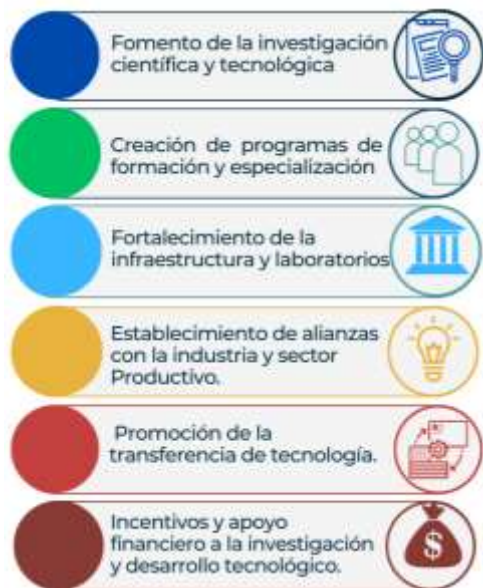 Fomento de la investigación
científica y tecnológica
Creación de programas de
formación y especialización
Fortalecimiento de la
infraestructura y laboratorios
Establecimiento de alianzas
con la industria y sector
Productivo.
Promoción de la
transferencia de tecnología.
Incentivos y apoyo
financiero a la investigación
y desarrollo tecnológico.
$